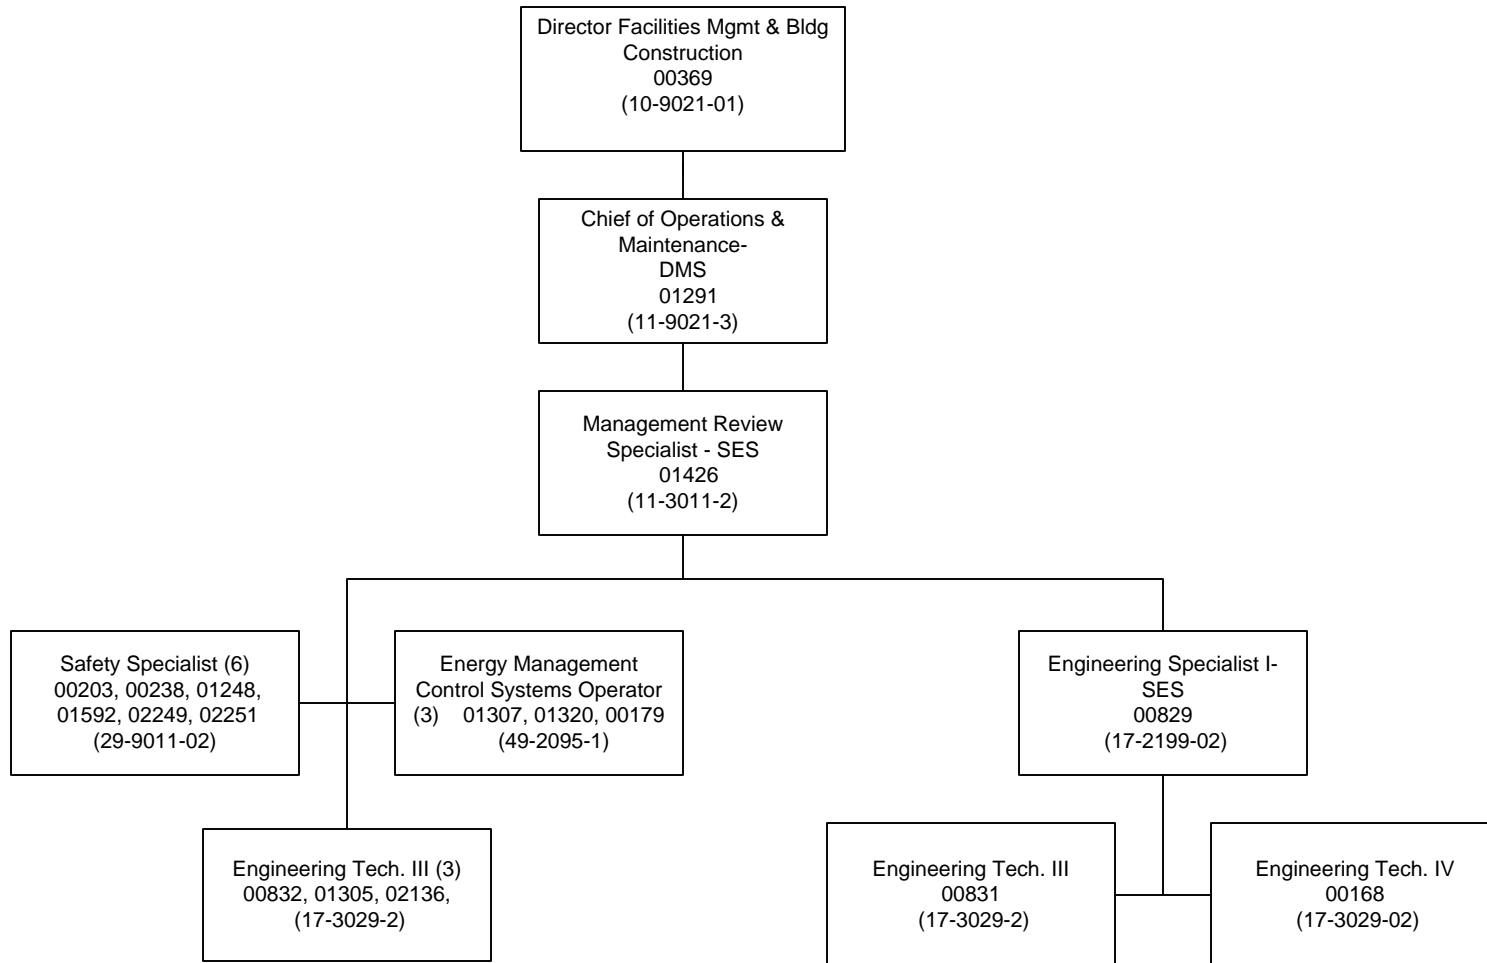 Director Facilities Mgmt & Bldg
Construction
00369
(10-9021-01)
Chief of Operations &
Maintenance-
DMS
01291
(11-9021-3)
Management Review
Specialist - SES
01426
(11-3011-2)
Safety Specialist (6)
00203, 00238, 01248,
01592, 02249, 02251
(29-9011-02)
Energy Management
Control Systems Operator
(3) 01307, 01320, 00179
(49-2095-1)
Engineering Specialist I-
SES
00829
(17-2199-02)
Engineering Tech. III (3)
00832, 01305, 02136,
(17-3029-2)
Engineering Tech. III
00831
(17-3029-2)
Engineering Tech. IV
00168
(17-3029-02)